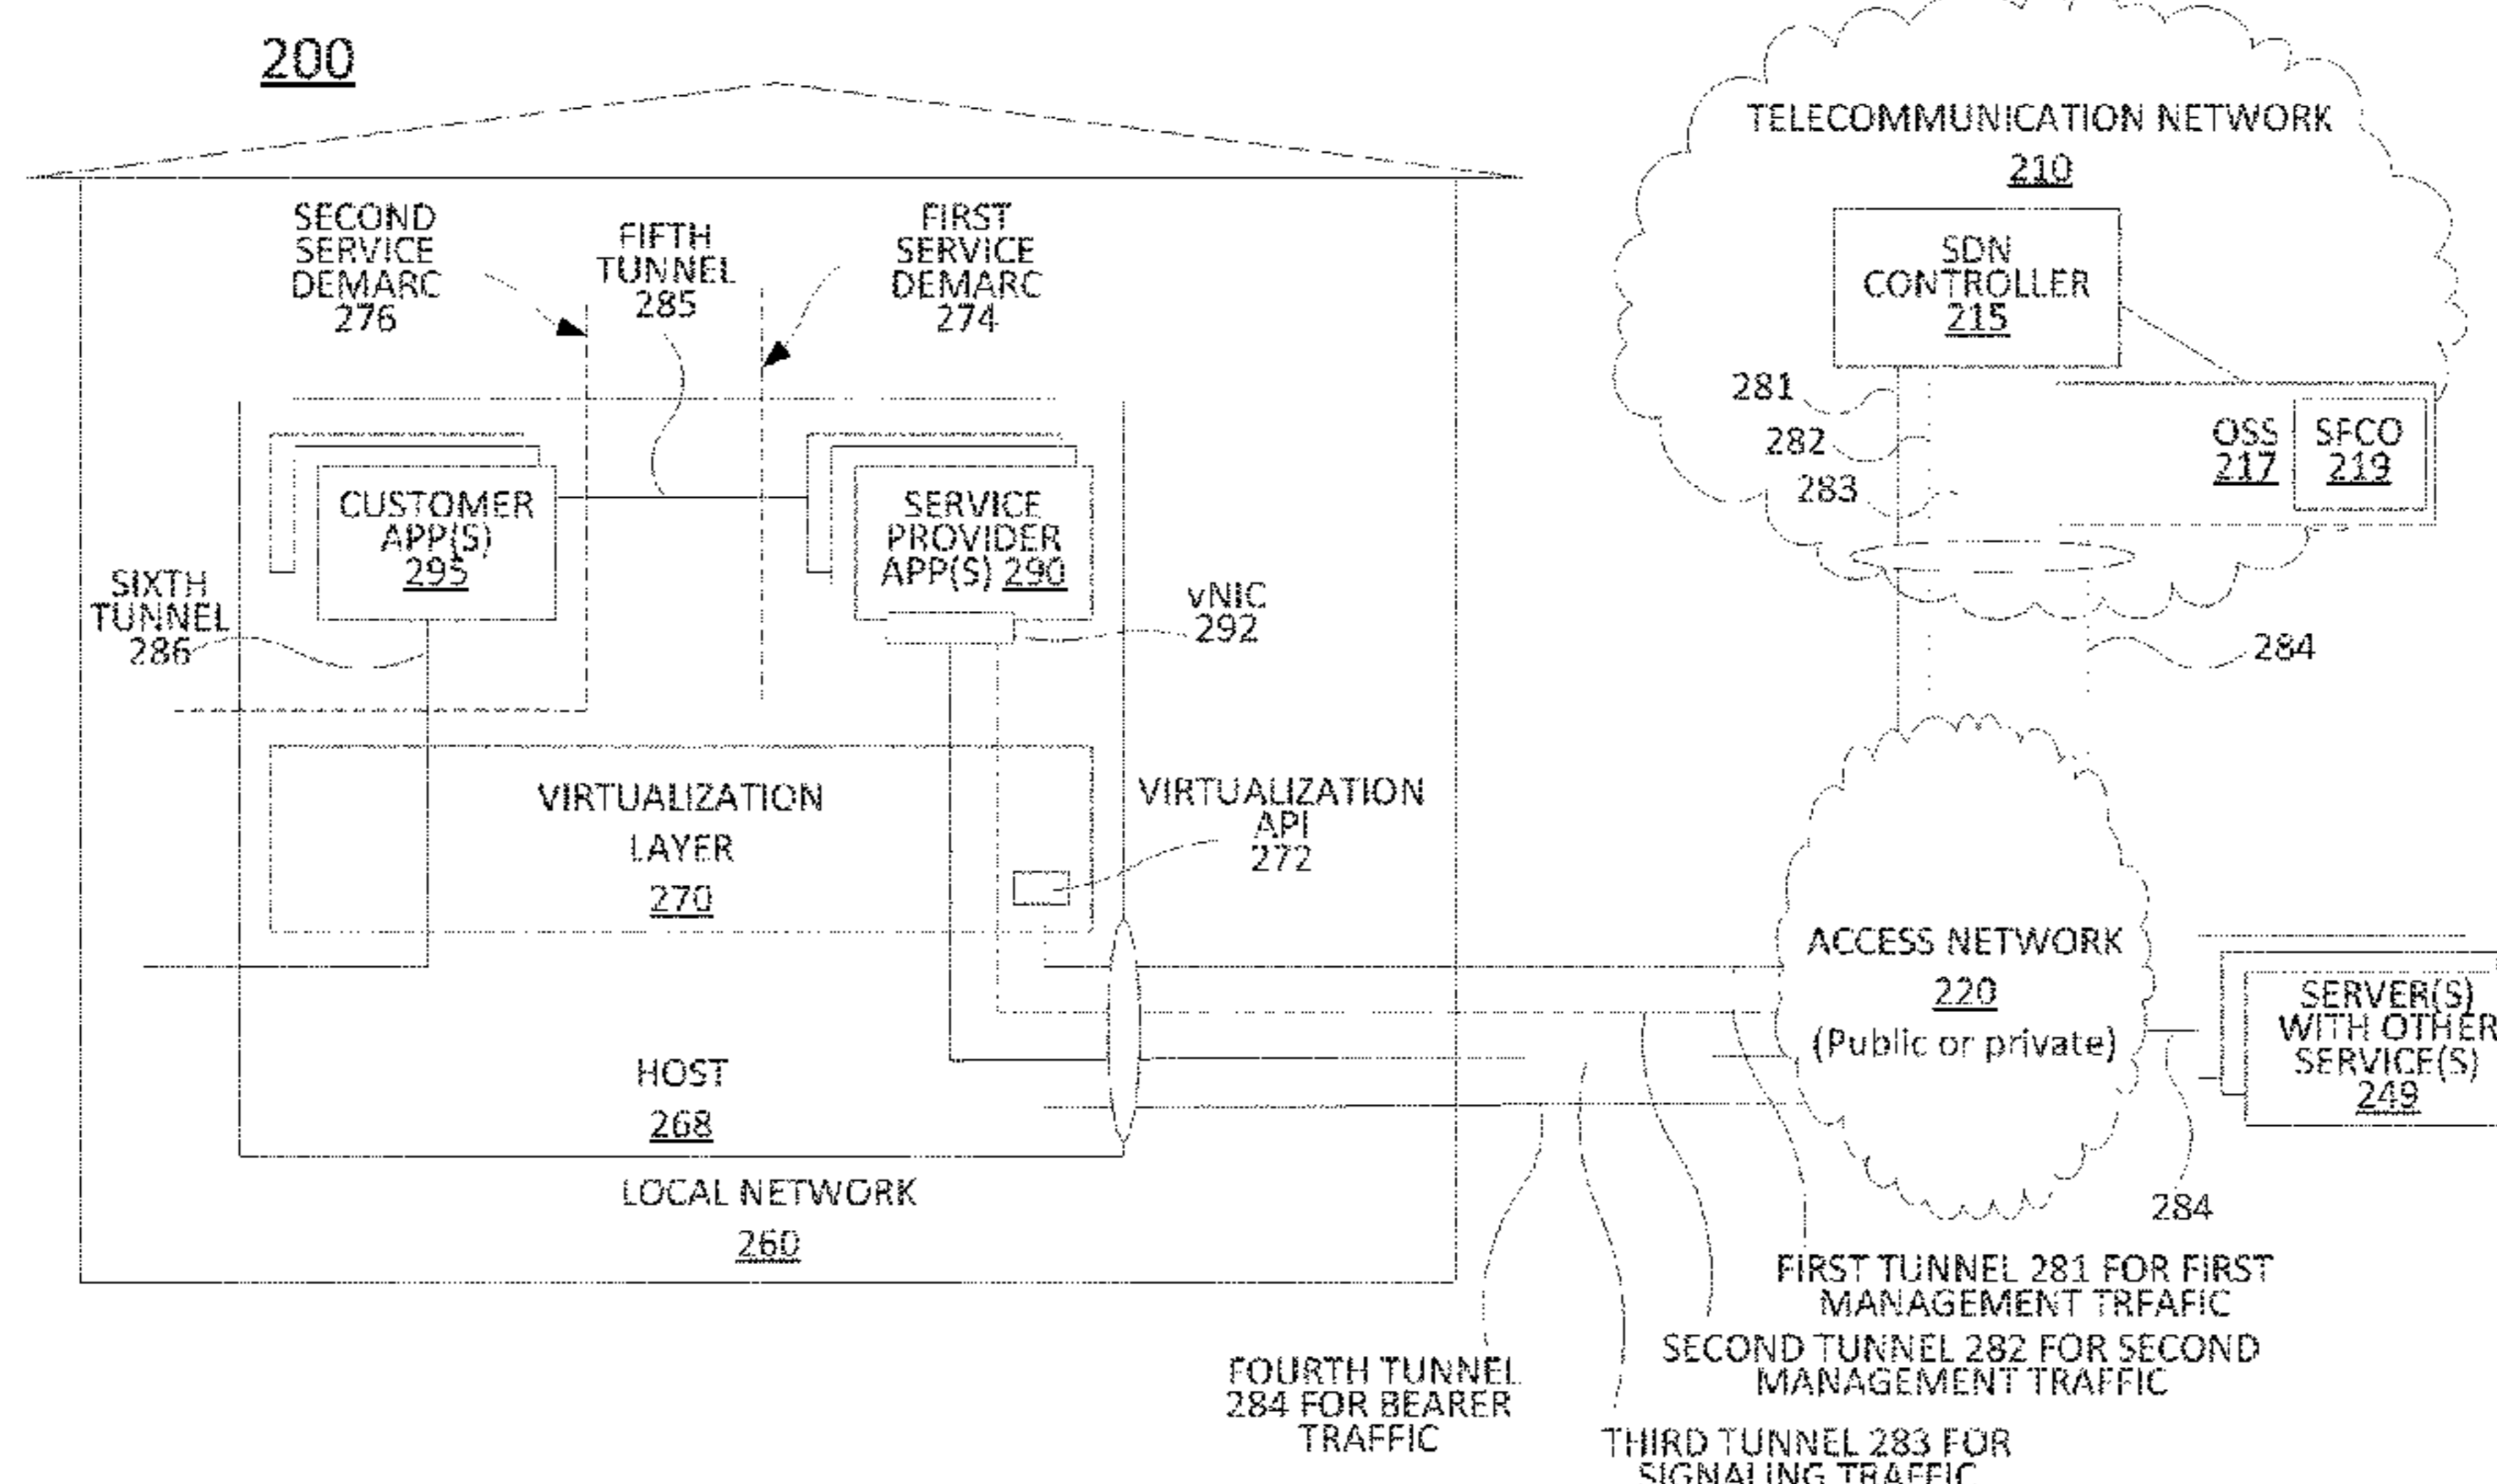 200
TELECOMMUNICATION NETWORK
210
SDN
CONTROLLER
215
281
282
283
OSS
217
SFCO
219
284
SECOND
SERVICE
DEMARC
276
FIFTH
TUNNEL
285
FIRST
SERVICE
DEMARC
274
CUSTOMER
APP(S)
295
SERVICE
PROVIDER
APP(S) 290
SIXTH
TUNNEL
286
vNIC
292
VIRTUALIZATION
LAYER
270
VIRTUALIZATION
API
272
HOST
268
LOCAL NETWORK
260
ACCESS NETWORK
220
(Public or private)
SERVER(S)
WITH OTHER
SERVICE(S)
249
284
FIRST TUNNEL 281 FOR FIRST
MANAGEMENT TRFAFIC
SECOND TUNNEL 282 FOR SECOND
MANAGEMENT TRAFFIC
FOURTH TUNNEL
284 FOR BEARER
TRAFFIC
THIRD TUNNEL 283 FOR
SIGNALING TRAFFIC